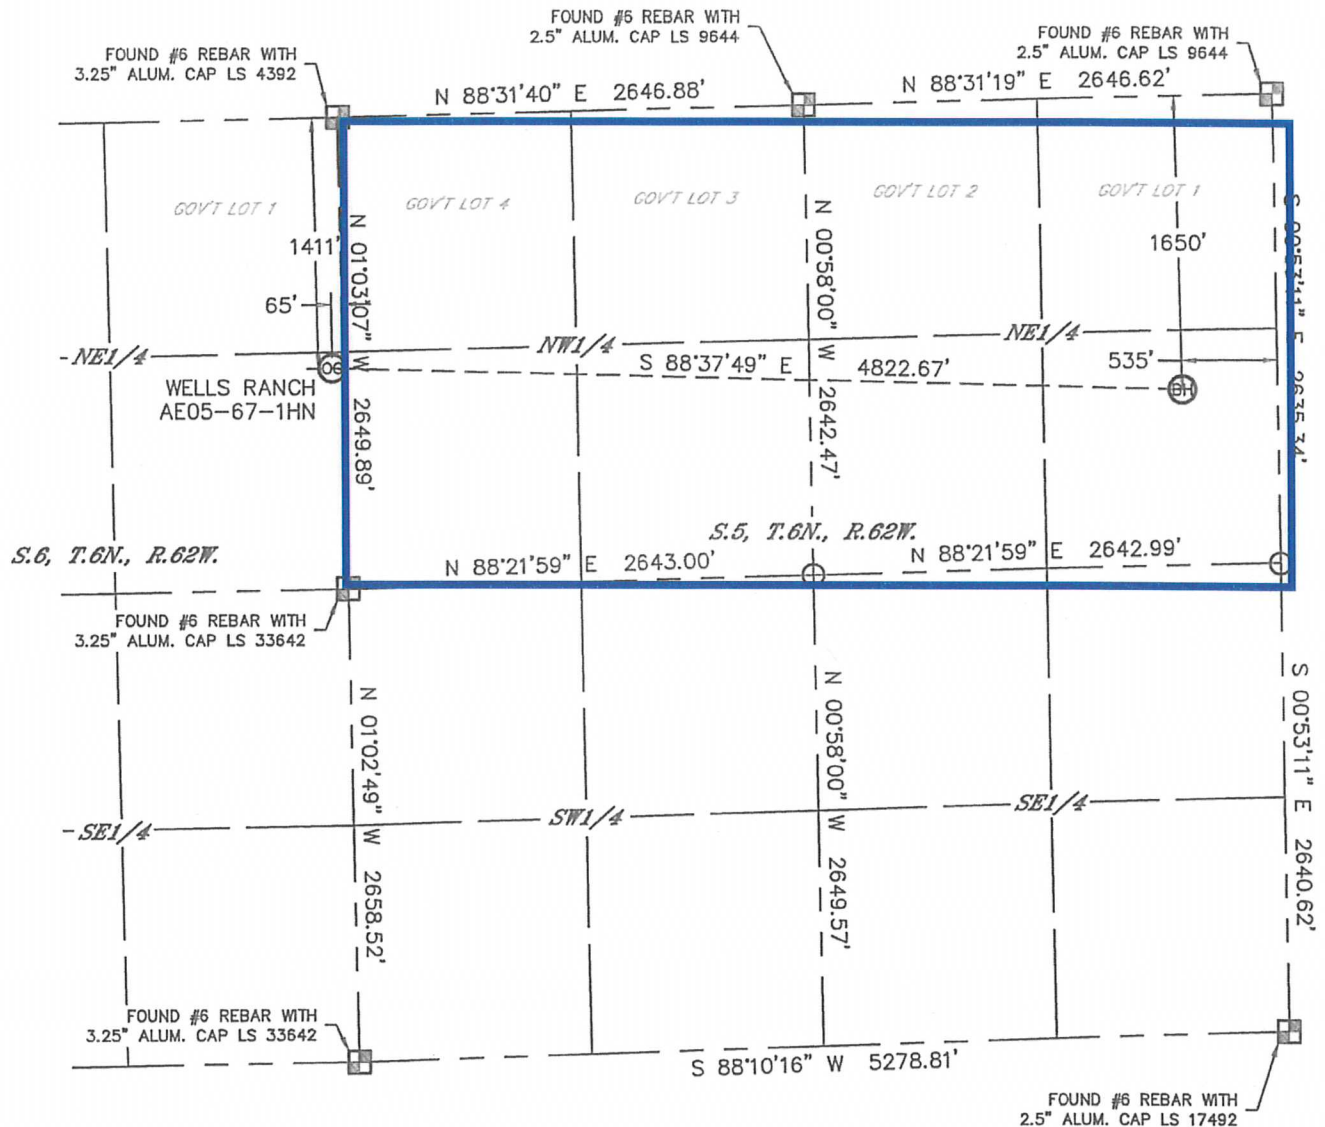 FOUND #6 REBAR WITH
2.5" ALUM. CAP LS 9644
FOUND #6 REBAR WITH
2.5" ALUM. CAP LS 9644
FOUND #6 REBAR WITH
3.25" ALUM. CAP LS 4392
N 88°31'40" E 2646.88'
N 88°31'19" E 2646.62'
GOV'T LOT 1
GOV'T LOT 4
GOV'T LOT 3
GOV'T LOT 2
GOV'T LOT 1
1411'
N 01°03'07" W 2649.89'
N 00°58'00" W 2642.47'
1650'
S 00°53'11" E 2635.34'
65'
NE1/4
NW1/4
NE1/4
OG
WELLS RANCH
AE05-67-1HN
S 88°37'49" E 4822.67'
535'
BH
S.6, T.6N., R.62W.
S.5, T.6N., R.62W.
N 88°21'59" E 2643.00'
N 88°21'59" E 2642.99'
FOUND #6 REBAR WITH
3.25" ALUM. CAP LS 33642
N 01°02'49" W 2658.52'
N 00°58'00" W 2649.57'
S 00°53'11" E 2640.62'
SE1/4
SW1/4
SE1/4
FOUND #6 REBAR WITH
3.25" ALUM. CAP LS 33642
S 88°10'16" W 5278.81'
FOUND #6 REBAR WITH
2.5" ALUM. CAP LS 17492